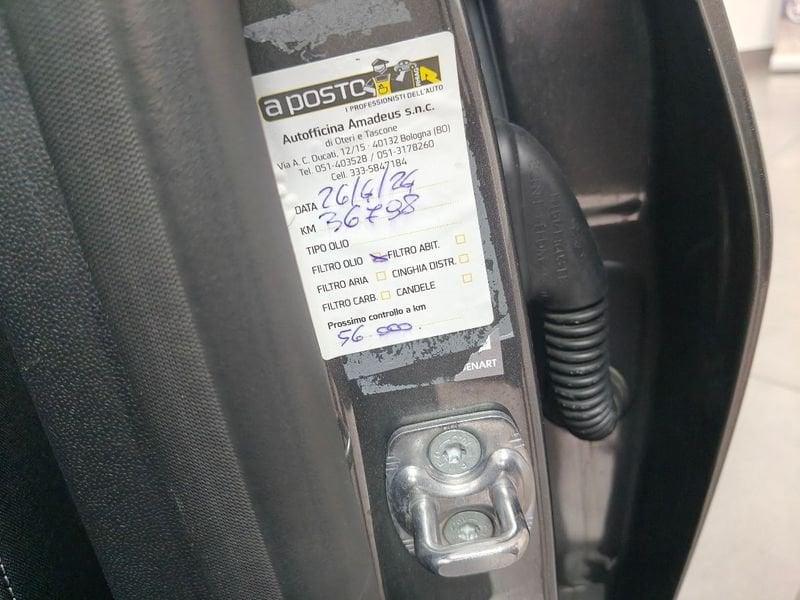 a POSTO
I PROFESSIONISTI DELL'AUTO
Autofficina Amadeus s.n.c.
di Oteri e Tascone
Via A. C. Ducati, 12/15 - 40132 Bologna (BO)
Tel. 051-403528 / 051-3178260
Cell. 333-5847184
DATA 26/4/24
KM 36798
TIPO OLIO
FILTRO OLIO FILTRO ABIT.
FILTRO ARIA CINGHIA DISTR.
FILTRO CARB. CANDELE
Prossimo controllo a km
56.000